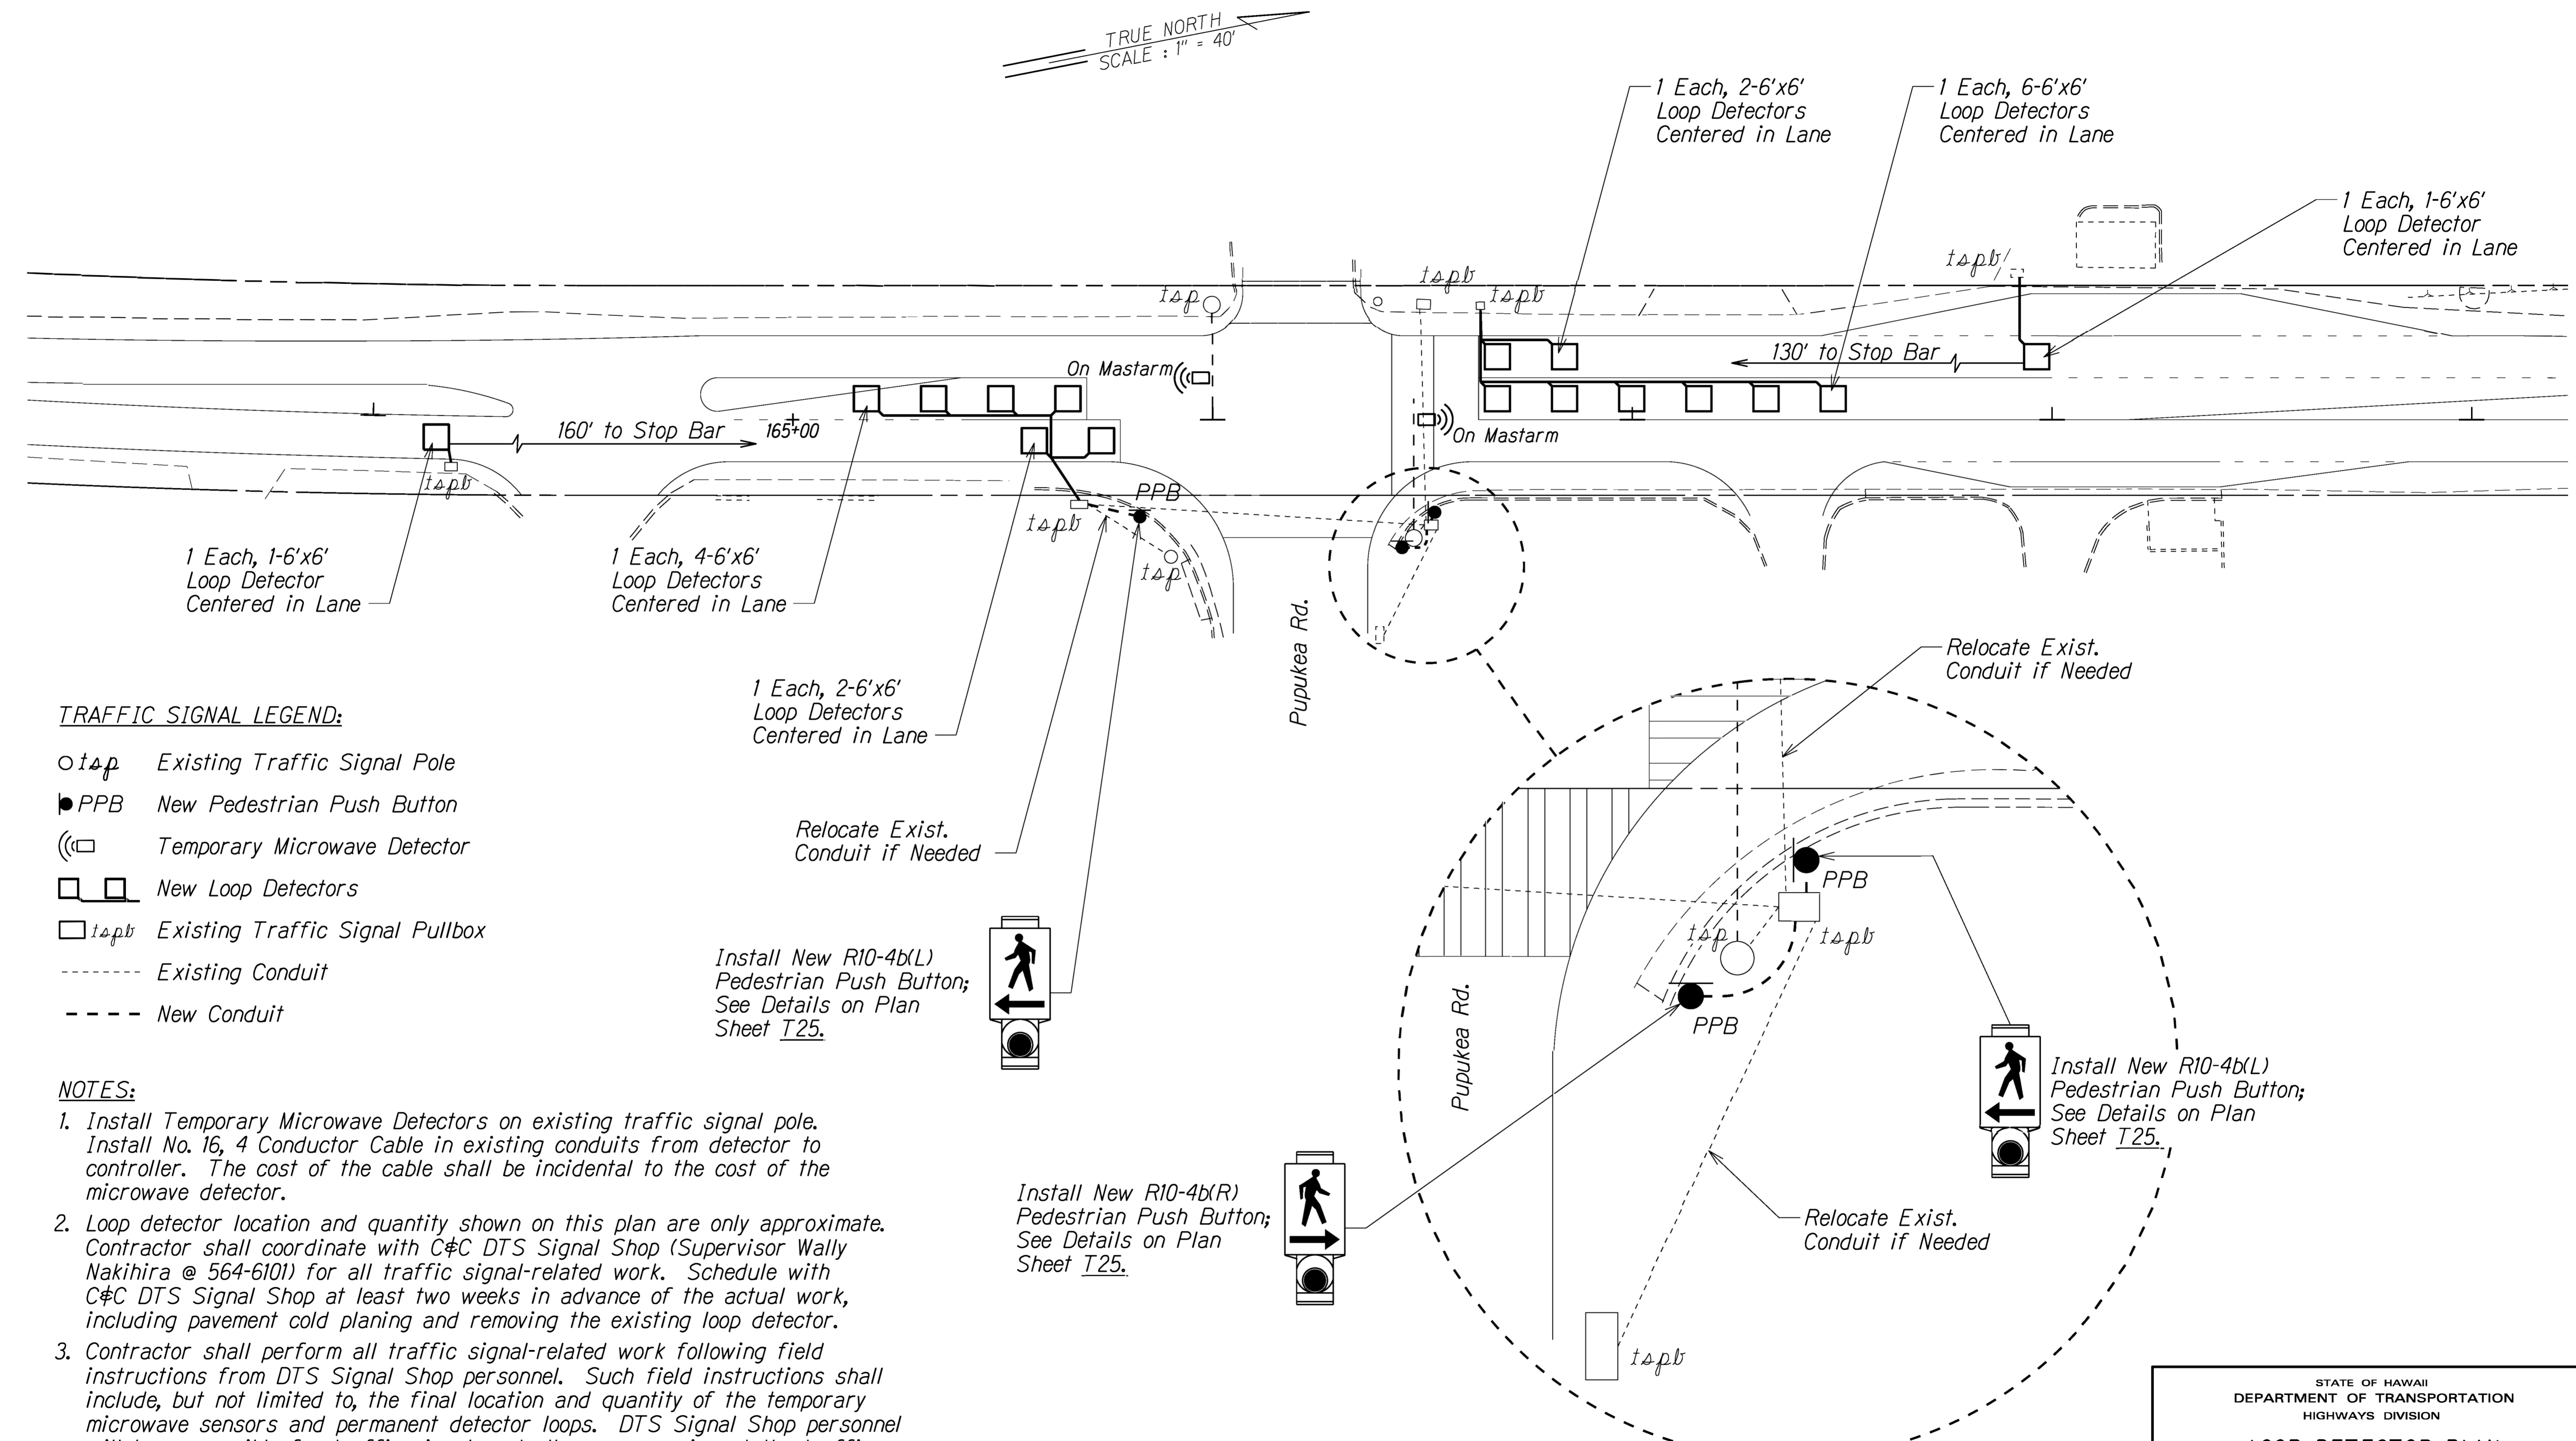 TRUE NORTH
SCALE : 1" = 40'
1 Each, 2-6'x6'
Loop Detectors
Centered in Lane
1 Each, 6-6'x6'
Loop Detectors
Centered in Lane
1 Each, 1-6'x6'
Loop Detector
Centered in Lane
tsp
tspb
tspb
tspb
On Mastarm
130' to Stop Bar
160' to Stop Bar
165+00
On Mastarm
tspb
PPB
tspb
tsp
1 Each, 1-6'x6'
Loop Detector
Centered in Lane
1 Each, 4-6'x6'
Loop Detectors
Centered in Lane
1 Each, 2-6'x6'
Loop Detectors
Centered in Lane
Pupukea Rd.
Relocate Exist.
Conduit if Needed
Relocate Exist.
Conduit if Needed
TRAFFIC SIGNAL LEGEND:
tsp Existing Traffic Signal Pole
PPB New Pedestrian Push Button
Temporary Microwave Detector
New Loop Detectors
tspb Existing Traffic Signal Pullbox
Existing Conduit
New Conduit
Install New R10-4b(L)
Pedestrian Push Button;
See Details on Plan
Sheet T25.
PPB
tsp
tspb
PPB
Pupukea Rd.
Install New R10-4b(L)
Pedestrian Push Button;
See Details on Plan
Sheet T25.
Install New R10-4b(R)
Pedestrian Push Button;
See Details on Plan
Sheet T25.
Relocate Exist.
Conduit if Needed
tspb
NOTES:
1. Install Temporary Microwave Detectors on existing traffic signal pole.
Install No. 16, 4 Conductor Cable in existing conduits from detector to
controller. The cost of the cable shall be incidental to the cost of the
microwave detector.
2. Loop detector location and quantity shown on this plan are only approximate.
Contractor shall coordinate with C&C DTS Signal Shop (Supervisor Wally
Nakihira @ 564-6101) for all traffic signal-related work. Schedule with
C&C DTS Signal Shop at least two weeks in advance of the actual work,
including pavement cold planing and removing the existing loop detector.
3. Contractor shall perform all traffic signal-related work following field
instructions from DTS Signal Shop personnel. Such field instructions shall
include, but not limited to, the final location and quantity of the temporary
microwave sensors and permanent detector loops. DTS Signal Shop personnel
STATE OF HAWAII
DEPARTMENT OF TRANSPORTATION
HIGHWAYS DIVISION